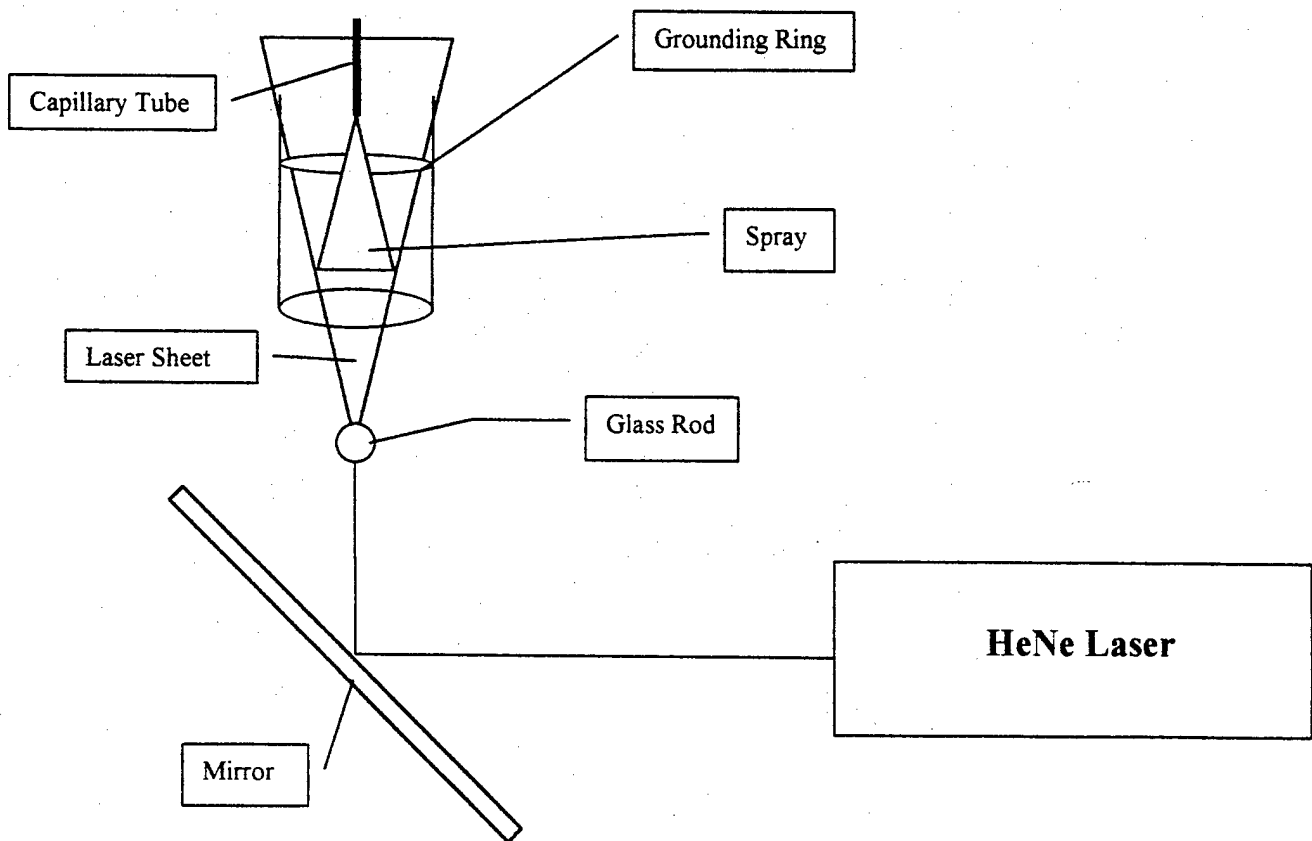 Grounding Ring
Capillary Tube
Spray
Laser Sheet
Glass Rod
HeNe Laser
Mirror